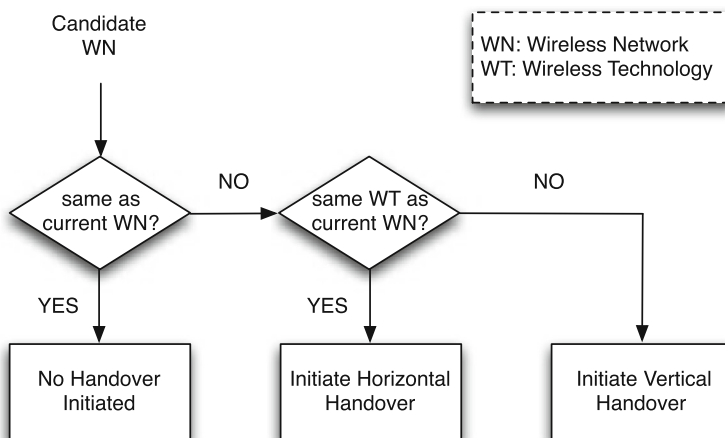 Candidate
WN
WN: Wireless Network
WT: Wireless Technology
same as
current WN?
NO
same WT as
current WN?
NO
YES
YES
No Handover
Initiated
Initiate Horizontal
Handover
Initiate Vertical
Handover